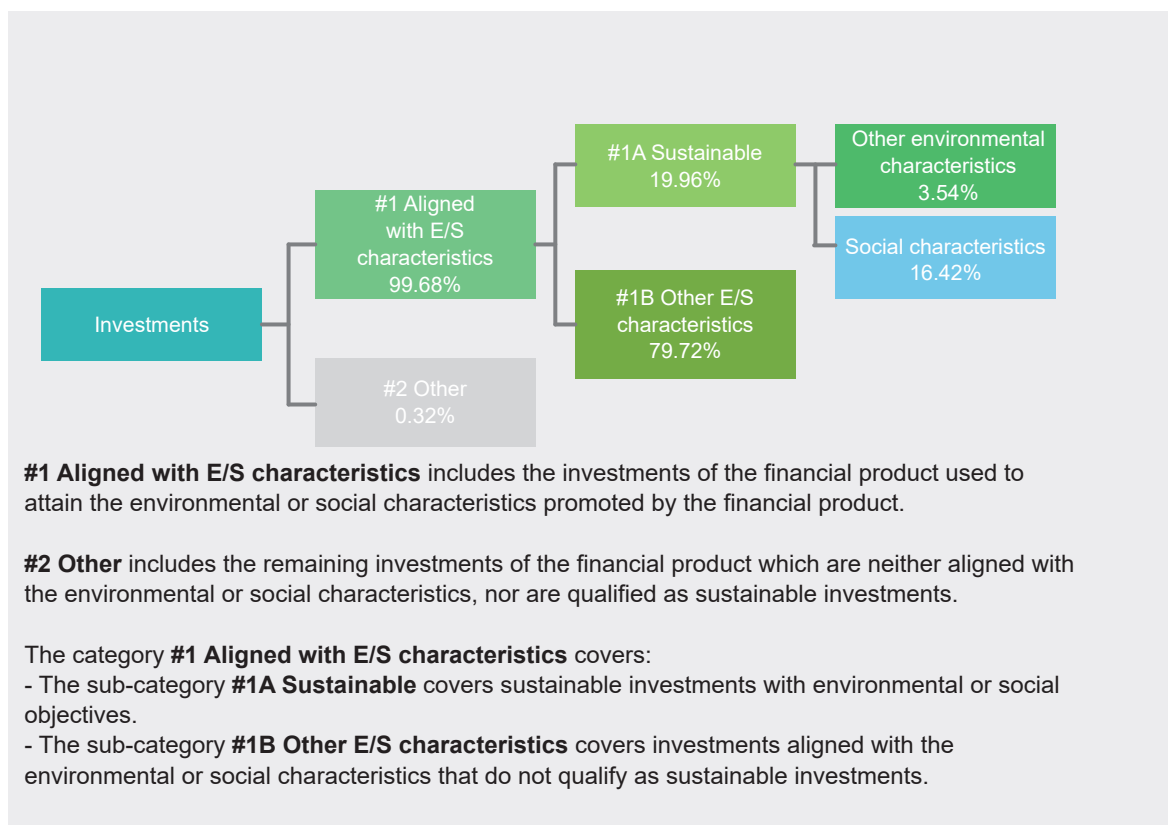 Investments
#1 Aligned
with E/S
characteristics
99.68%
#2 Other
0.32%
#1A Sustainable
19.96%
#1B Other E/S
characteristics
79.72%
Other environmental
characteristics
3.54%
Social characteristics
16.42%
#1 Aligned with E/S characteristics includes the investments of the financial product used to
attain the environmental or social characteristics promoted by the financial product.
#2 Other includes the remaining investments of the financial product which are neither aligned with
the environmental or social characteristics, nor are qualified as sustainable investments.
The category #1 Aligned with E/S characteristics covers:
- The sub-category #1A Sustainable covers sustainable investments with environmental or social
objectives.
- The sub-category #1B Other E/S characteristics covers investments aligned with the
environmental or social characteristics that do not qualify as sustainable investments.